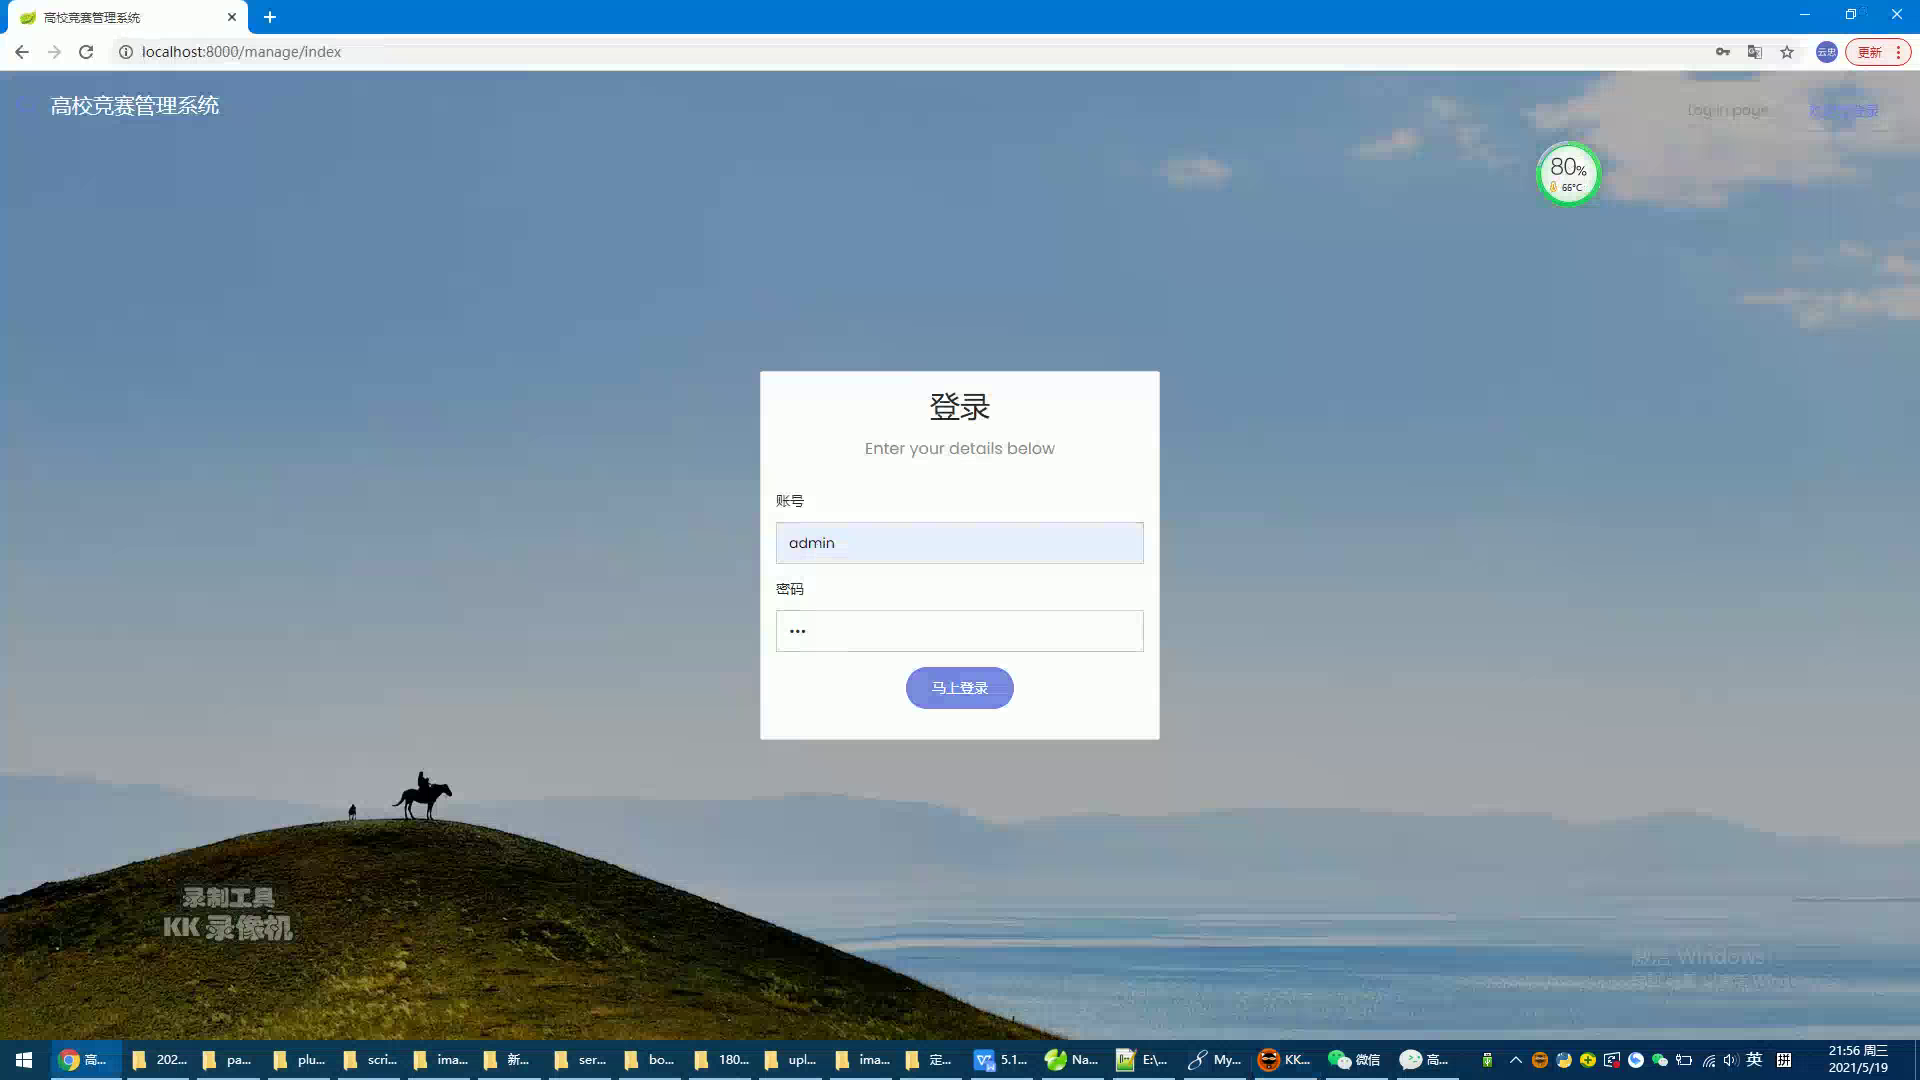 高校竞赛管理系统
localhost:8000/manage/index
云忠
更新
高校竞赛管理系统
Log in page
80%
66°C
登录
Enter your details below
账号
admin
密码
•••
马上登录
录制工具
KK 录像机
激活 Windows
高...
202...
pa...
plu...
scri...
ima...
新...
ser...
bo...
180...
upl...
ima...
定...
5.1...
Na...
E:\...
My...
KK...
微信
高...
英
拼
21:56 周三
2021/5/19